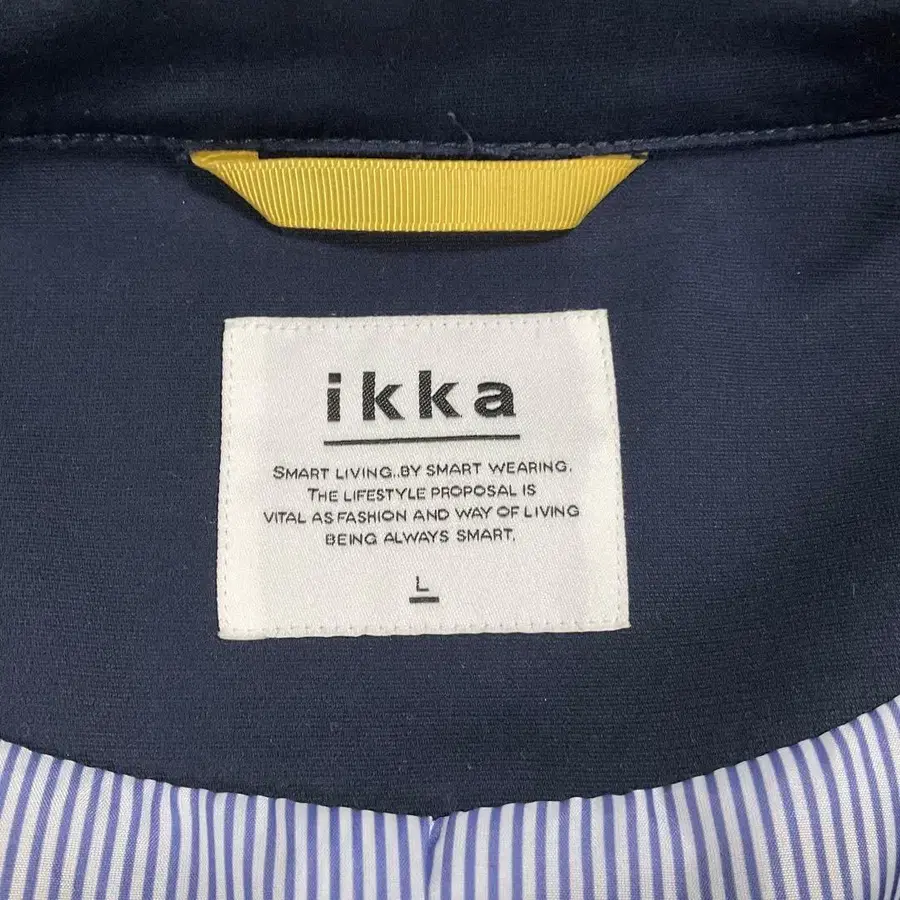 ikka
SMART LIVING..BY SMART WEARING.
THE LIFESTYLE PROPOSAL IS
VITAL AS FASHION AND WAY OF LIVING
BEING ALWAYS SMART.
L